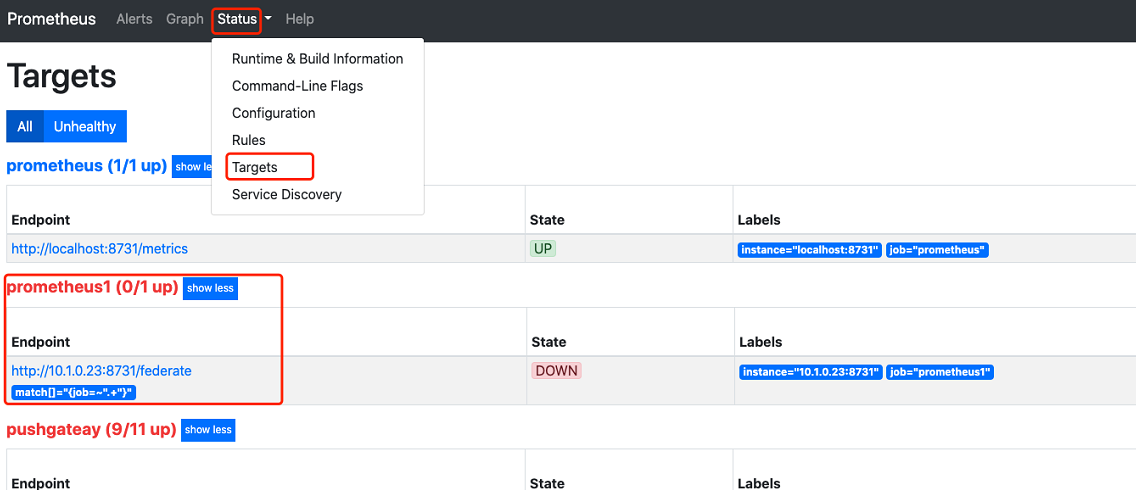 Prometheus Alerts Graph Status Help
Runtime & Build Information
Command-Line Flags
Configuration
Rules
Targets
Service Discovery
Targets
All Unhealthy
prometheus (1/1 up) show le
Endpoint State Labels
http://localhost:8731/metrics UP instance="localhost:8731" job="prometheus"
prometheus1 (0/1 up) show less
Endpoint State Labels
http://10.1.0.23:8731/federate DOWN instance="10.1.0.23:8731" job="prometheus1"
match[]="{job=~".+"}"
pushgateay (9/11 up) show less
Endpoint State Labels